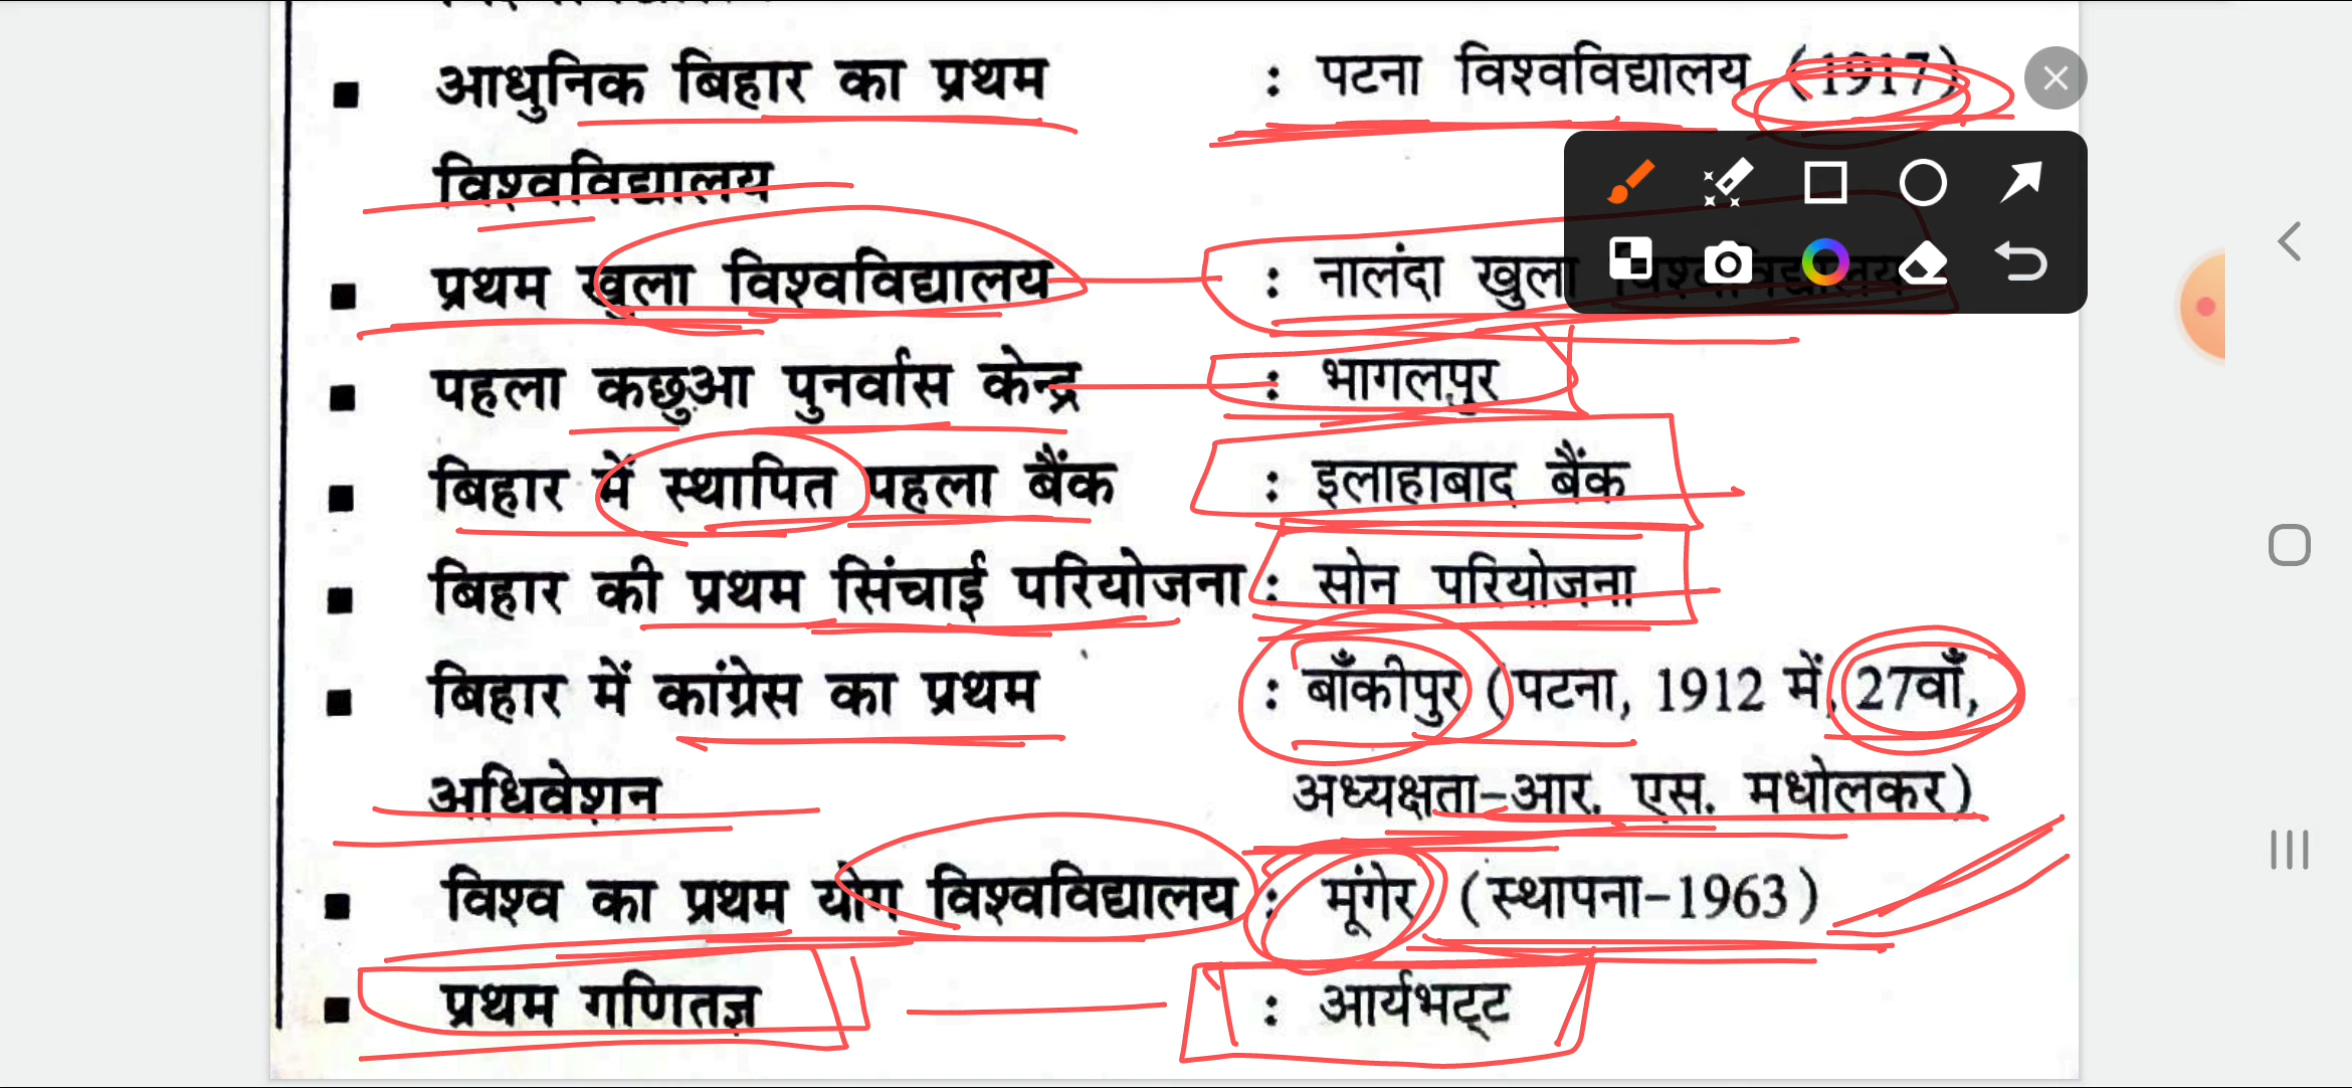 आधुनिक बिहार का प्रथम : पटना विश्वविद्यालय (1917)
विश्वविद्यालय
प्रथम खुला विश्वविद्यालय : नालंदा खुला विश्वविद्यालय
पहला कछुआ पुनर्वास केन्द्र : भागलपुर
बिहार में स्थापित पहला बैंक : इलाहाबाद बैंक
बिहार की प्रथम सिंचाई परियोजना : सोन परियोजना
बिहार में कांग्रेस का प्रथम : बाँकीपुर (पटना, 1912 में, 27वाँ,
अधिवेशन अध्यक्षता-आर. एस. मधोलकर)
विश्व का प्रथम योग विश्वविद्यालय : मूंगेर (स्थापना-1963)
प्रथम गणितज्ञ : आर्यभट्ट